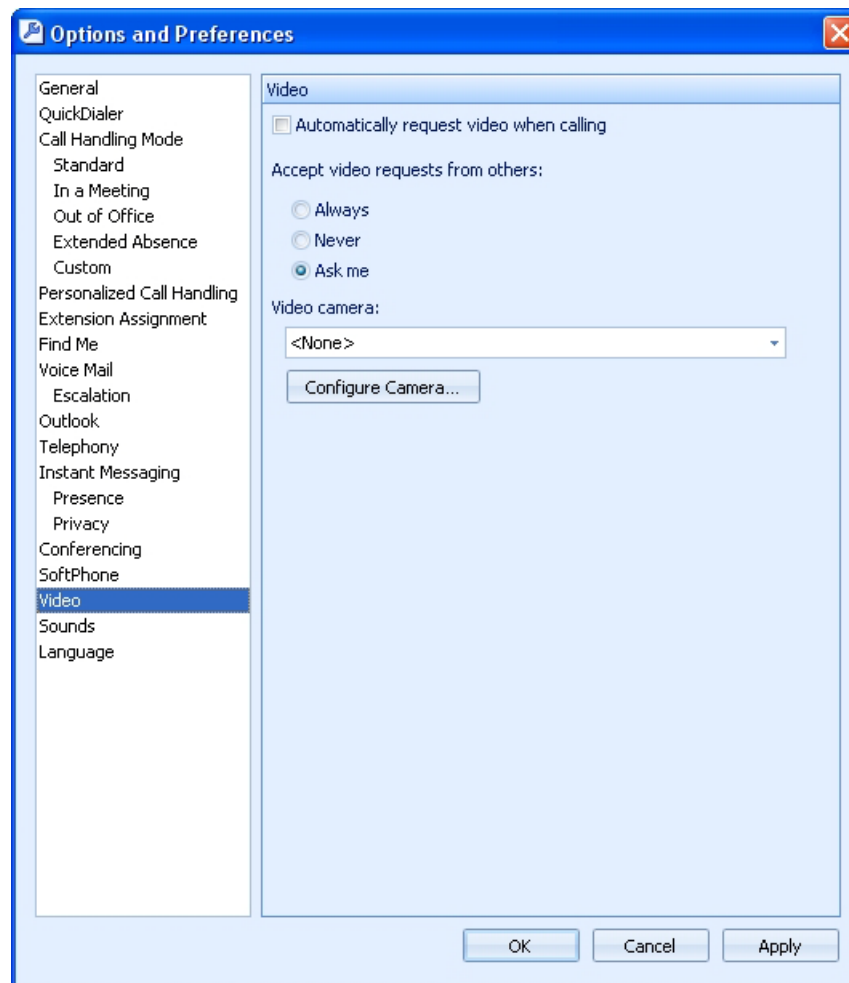 Options and Preferences
General
QuickDialer
Call Handling Mode
Standard
In a Meeting
Out of Office
Extended Absence
Custom
Personalized Call Handling
Extension Assignment
Find Me
Voice Mail
Escalation
Outlook
Telephony
Instant Messaging
Presence
Privacy
Conferencing
SoftPhone
Video
Sounds
Language
Video
Automatically request video when calling
Accept video requests from others:
Always
Never
Ask me
Video camera:
<None>
Configure Camera...
OK
Cancel
Apply